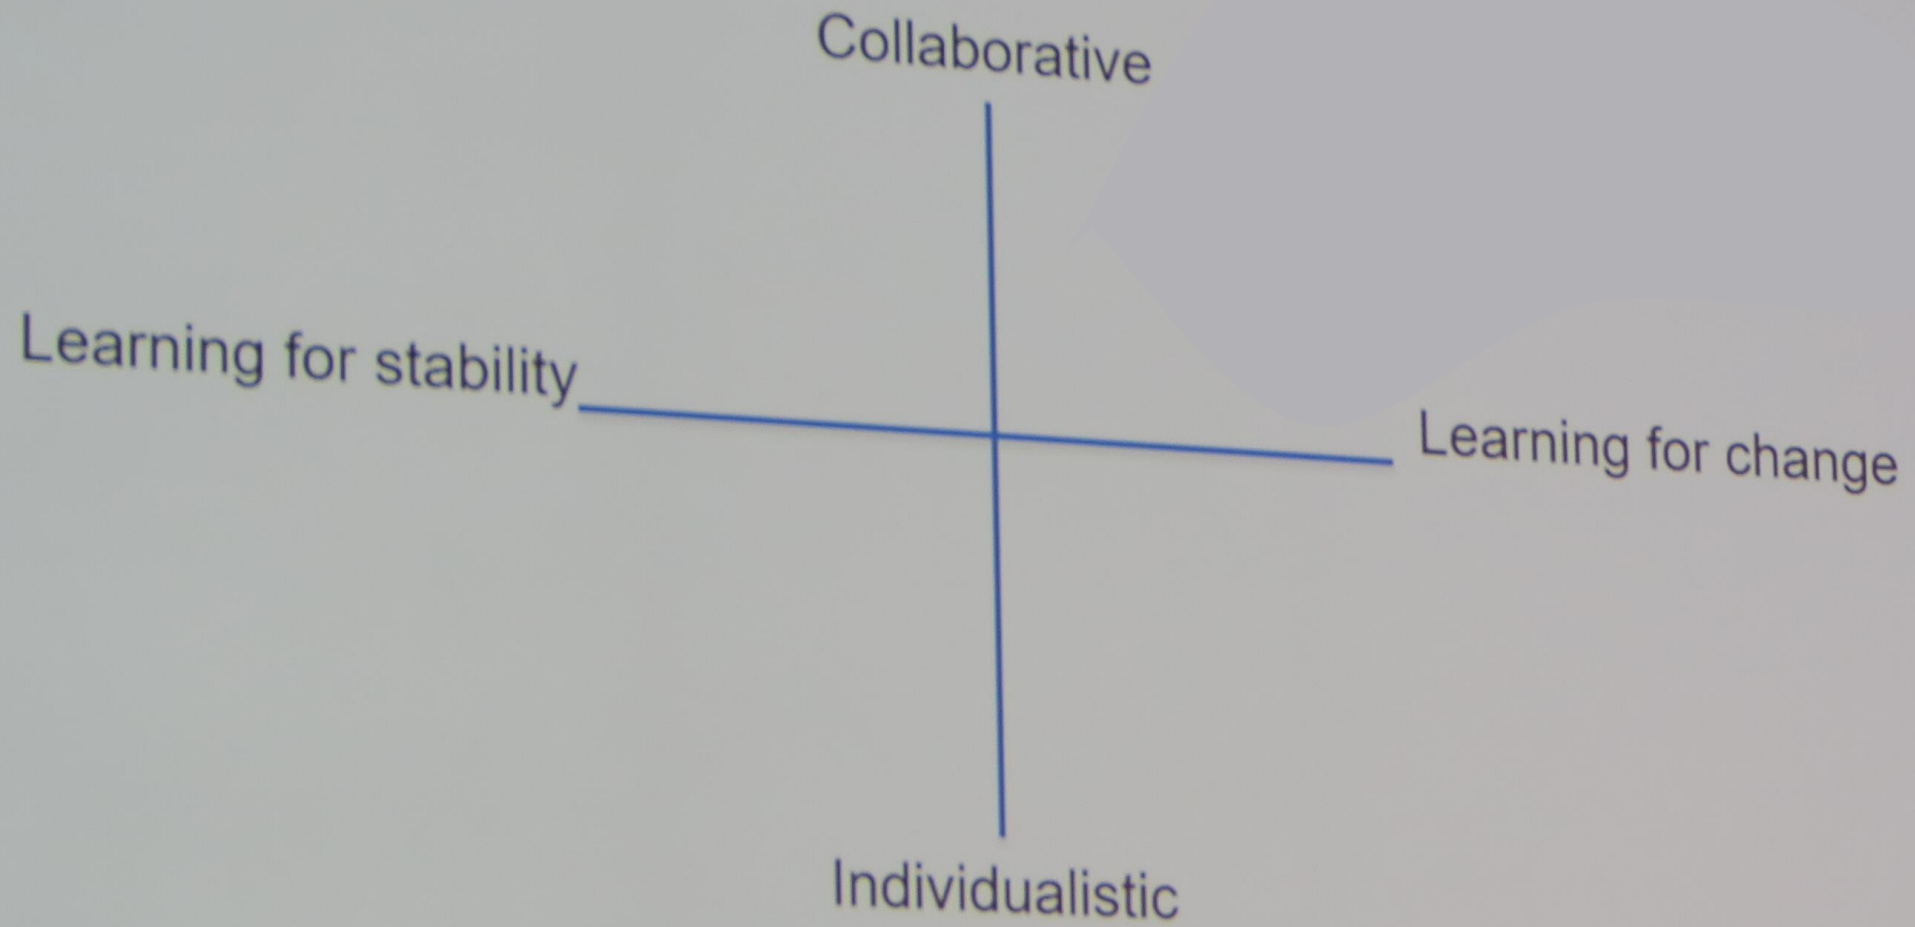 Collaborative
Learning for stability
Learning for change
Individualistic